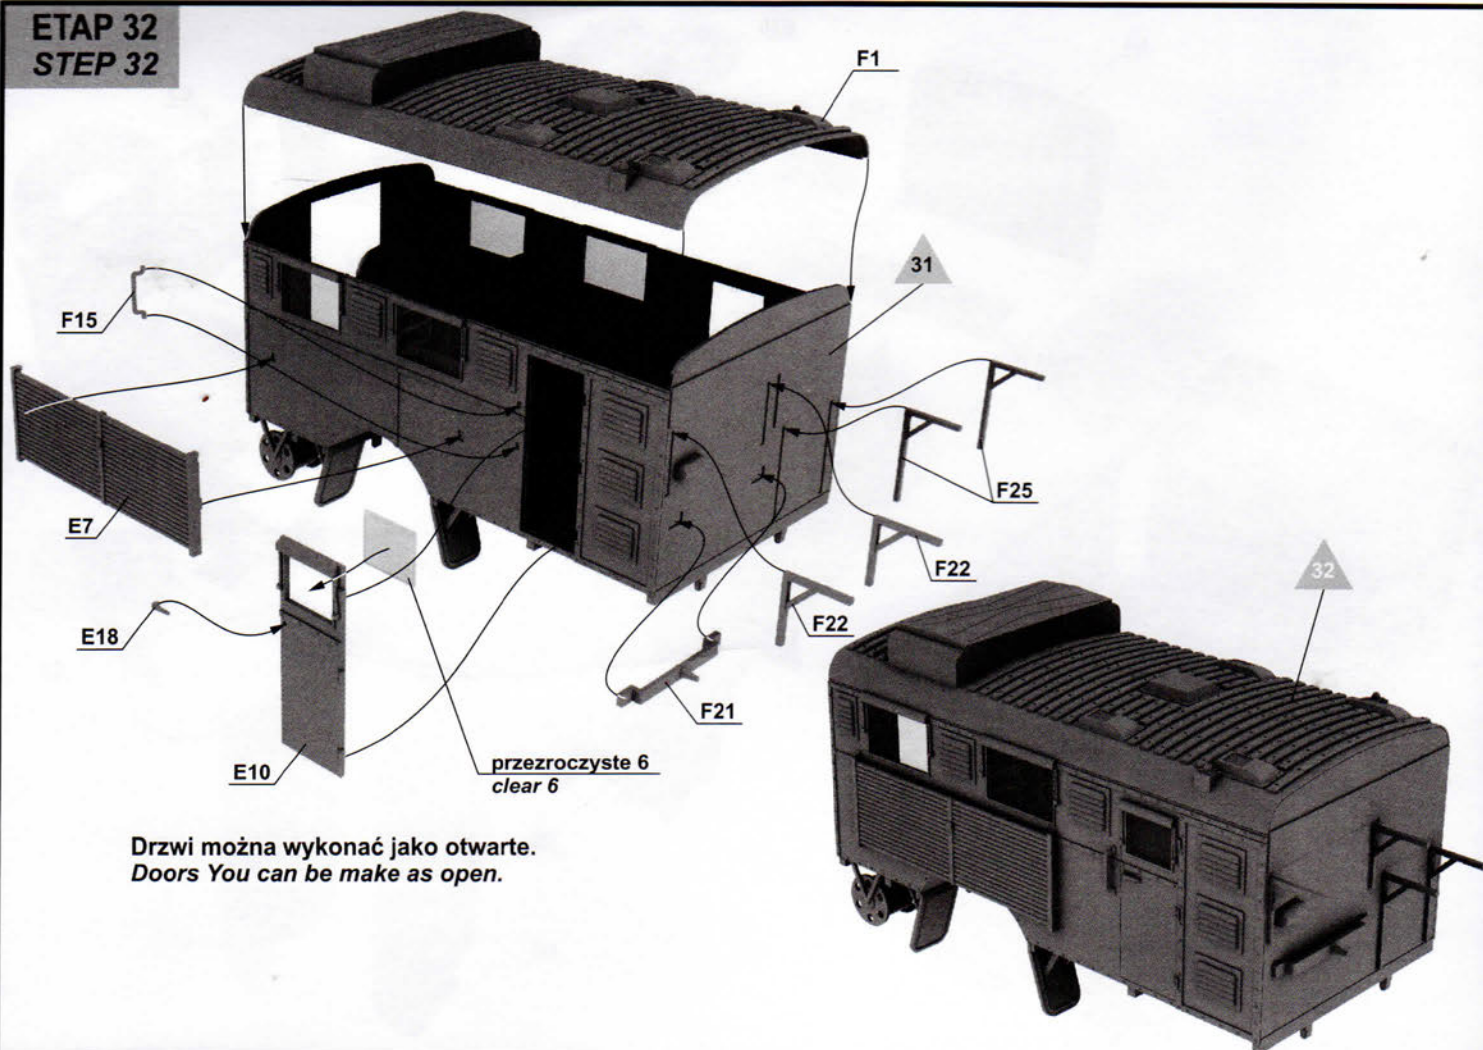 ETAP 32
STEP 32
F1
31
F15
F25
E7
F22
32
E18
F22
F21
E10
przezroczyste 6
clear 6
Drzwi można wykonać jako otwarte.
Doors You can be make as open.